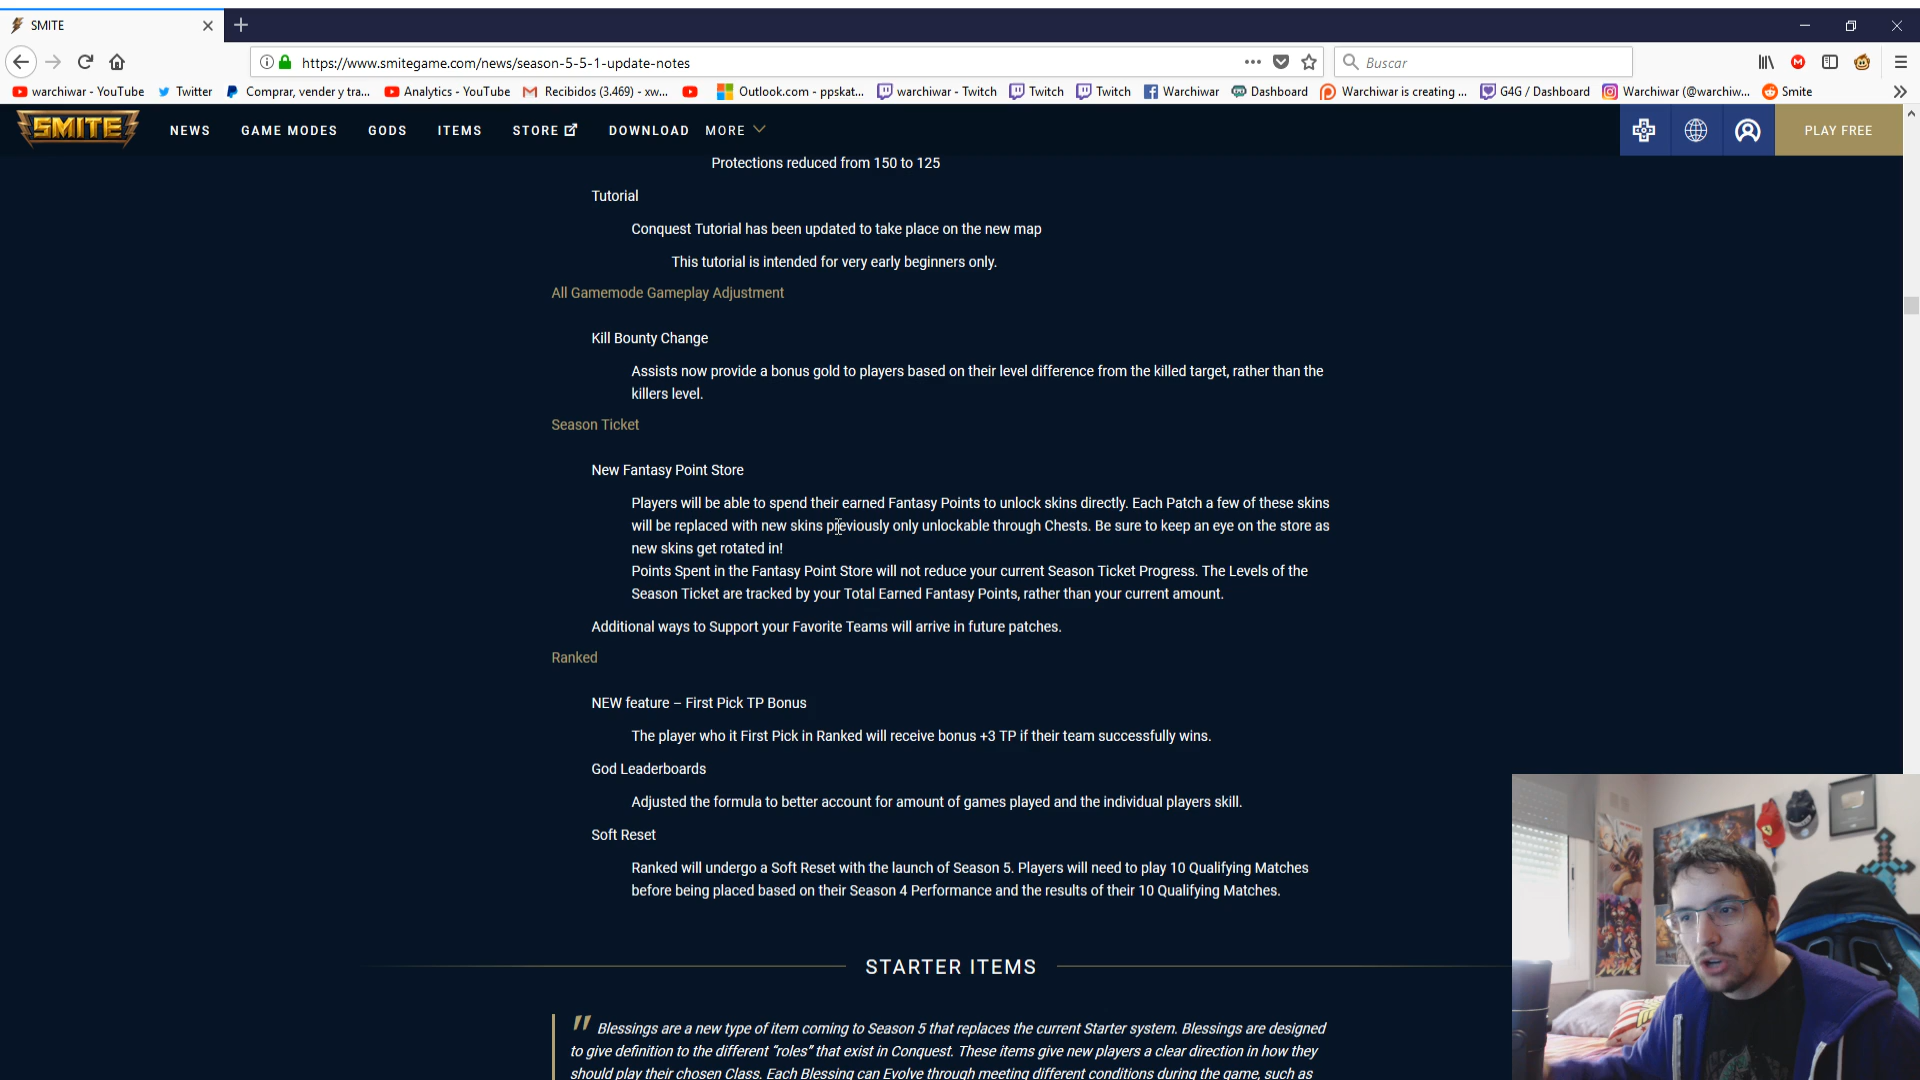 SMITE
https://www.smitegame.com/news/season-5-5-1-update-notes
Buscar
warchiwar - YouTube
Twitter
Comprar, vender y tra...
Analytics - YouTube
Recibidos (3.469) - xw...
Outlook.com - ppskat...
warchiwar - Twitch
Twitch
Twitch
Warchiwar
Dashboard
Warchiwar is creating ...
G4G / Dashboard
Warchiwar (@warchiw...
Smite
SMITE
NEWS
GAME MODES
GODS
ITEMS
STORE
DOWNLOAD
MORE
PLAY FREE
Protections reduced from 150 to 125
Tutorial
Conquest Tutorial has been updated to take place on the new map
This tutorial is intended for very early beginners only.
All Gamemode Gameplay Adjustment
Kill Bounty Change
Assists now provide a bonus gold to players based on their level difference from the killed target, rather than the
killers level.
Season Ticket
New Fantasy Point Store
Players will be able to spend their earned Fantasy Points to unlock skins directly. Each Patch a few of these skins
will be replaced with new skins previously only unlockable through Chests. Be sure to keep an eye on the store as
new skins get rotated in!
Points Spent in the Fantasy Point Store will not reduce your current Season Ticket Progress. The Levels of the
Season Ticket are tracked by your Total Earned Fantasy Points, rather than your current amount.
Additional ways to Support your Favorite Teams will arrive in future patches.
Ranked
NEW feature – First Pick TP Bonus
The player who it First Pick in Ranked will receive bonus +3 TP if their team successfully wins.
God Leaderboards
Adjusted the formula to better account for amount of games played and the individual players skill.
Soft Reset
Ranked will undergo a Soft Reset with the launch of Season 5. Players will need to play 10 Qualifying Matches
before being placed based on their Season 4 Performance and the results of their 10 Qualifying Matches.
STARTER ITEMS
" Blessings are a new type of item coming to Season 5 that replaces the current Starter system. Blessings are designed
to give definition to the different "roles" that exist in Conquest. These items give new players a clear direction in how they
should play their chosen Class. Each Blessing can Evolve through meeting different conditions during the game, such as